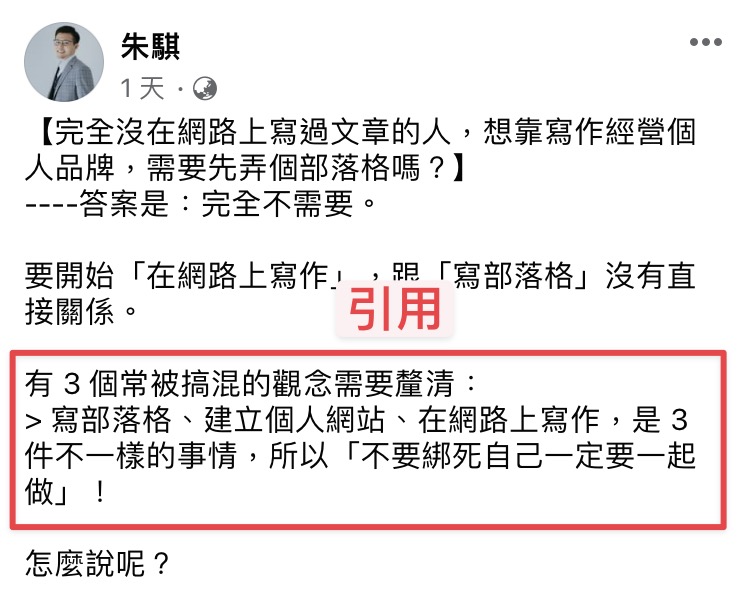 朱騏
1 天 ·
【完全沒在網路上寫過文章的人，想靠寫作經營個
人品牌，需要先弄個部落格嗎？】
----答案是：完全不需要。
要開始「在網路上寫作」，跟「寫部落格」沒有直
接關係。
引用
有 3 個常被搞混的觀念需要釐清：
> 寫部落格、建立個人網站、在網路上寫作，是 3
件不一樣的事情，所以「不要綁死自己一定要一起
做」！
怎麼說呢？